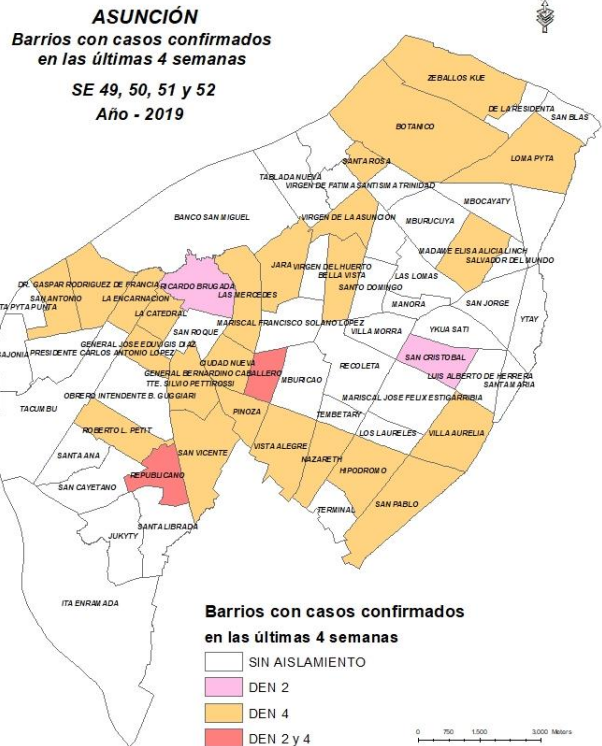 ASUNCIÓN
Barrios con casos confirmados
en las últimas 4 semanas
SE 49, 50, 51 y 52
Año - 2019
ZEBALLOS KUE
DE LA RESIDENTA
SAN BLAS
BOTANICO
LOMA PYTA
SANTA ROSA
TABLADA NUEVA
VIRGEN DE FATIMA
SANTISIMA TRINIDAD
MBOCAYATY
BANCO SAN MIGUEL
VIRGEN DE LA ASUNCION
MBURUCUYA
MADAME ELISA ALICIA LINCH
SALVADOR DEL MUNDO
JARA
VIRGEN DEL HUERTO
BELLA VISTA
LAS LOMAS
DR. GASPAR RODRIGUEZ DE FRANCIA
RICARDO BRUGADA
SANTO DOMINGO
SAN ANTONIO
LA ENCARNACION
LAS MERCEDES
MANORA
SAN JORGE
ITA PYTA PUNTA
LA CATEDRAL
MARISCAL FRANCISCO SOLANO LOPEZ
YTAY
SAN ROQUE
VILLA MORRA
YKUA SATI
GENERAL JOSE EDUVIGIS DIAZ
SAJONIA
PRESIDENTE CARLOS ANTONIO LOPEZ
SAN CRISTOBAL
CIUDAD NUEVA
RECOLETA
GENERAL BERNARDINO CABALLERO
LUIS ALBERTO DE HERRERA
MBURICAO
SANTA MARIA
TTE. SILVIO PETTIROSSI
OBRERO INTENDENTE B. GUGGIARI
MARISCAL JOSE FELIX ESTIGARRIBIA
TACUMBU
PINOZA
TEMBETARY
ROBERTO L. PETIT
LOS LAURELES
VILLA AURELIA
VISTA ALEGRE
SANTA ANA
SAN VICENTE
NAZARETH
REPUBLICANO
HIPODROMO
SAN CAYETANO
SAN PABLO
TERMINAL
SANTA LIBRADA
JUKYTY
ITA ENRAMADA
Barrios con casos confirmados
en las últimas 4 semanas
SIN AISLAMIENTO
DEN 2
DEN 4
DEN 2 y 4
0 750 1.500 3.000 Meters